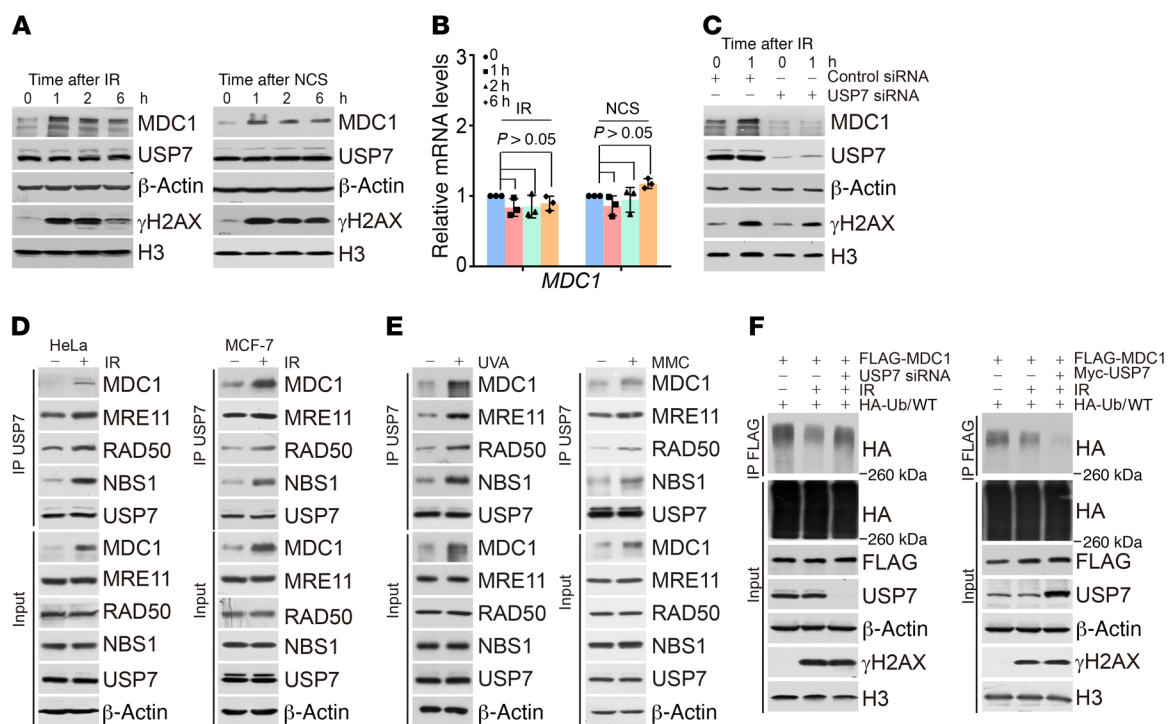 A
Time after IR
0 1 2 6 h
MDC1
USP7
β-Actin
γH2AX
H3
Time after NCS
0 1 2 6 h
MDC1
USP7
β-Actin
γH2AX
H3
B
0
1 h
2 h
6 h
Relative mRNA levels
3
2
1
0
IR
P > 0.05
NCS
P > 0.05
MDC1
C
Time after IR
0 1 0 1 h
+ + – – Control siRNA
– – + + USP7 siRNA
MDC1
USP7
β-Actin
γH2AX
H3
D
HeLa
– + IR
IP USP7
MDC1
MRE11
RAD50
NBS1
USP7
Input
MDC1
MRE11
RAD50
NBS1
USP7
β-Actin
MCF-7
– + IR
IP USP7
MDC1
MRE11
RAD50
NBS1
USP7
Input
MDC1
MRE11
RAD50
NBS1
USP7
β-Actin
E
– + UVA
IP USP7
MDC1
MRE11
RAD50
NBS1
USP7
Input
MDC1
MRE11
RAD50
NBS1
USP7
β-Actin
– + MMC
IP USP7
MDC1
MRE11
RAD50
NBS1
USP7
Input
MDC1
MRE11
RAD50
NBS1
USP7
β-Actin
F
+ + + FLAG-MDC1
– – + USP7 siRNA
– + + IR
+ + + HA-Ub/WT
IP FLAG
HA
–260 kDa
Input
HA
–260 kDa
FLAG
USP7
β-Actin
γH2AX
H3
+ + + FLAG-MDC1
– – + Myc-USP7
– + + IR
+ + + HA-Ub/WT
IP FLAG
HA
–260 kDa
Input
HA
–260 kDa
FLAG
USP7
β-Actin
γH2AX
H3